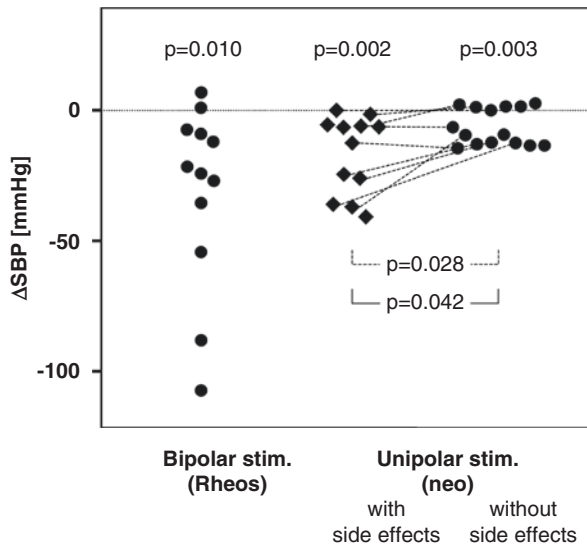 p=0.010 p=0.002 p=0.003
0
-50
-100
ΔSBP [mmHg]
p=0.028
p=0.042
Bipolar stim.
(Rheos)
Unipolar stim.
(neo)
with
side effects
without
side effects